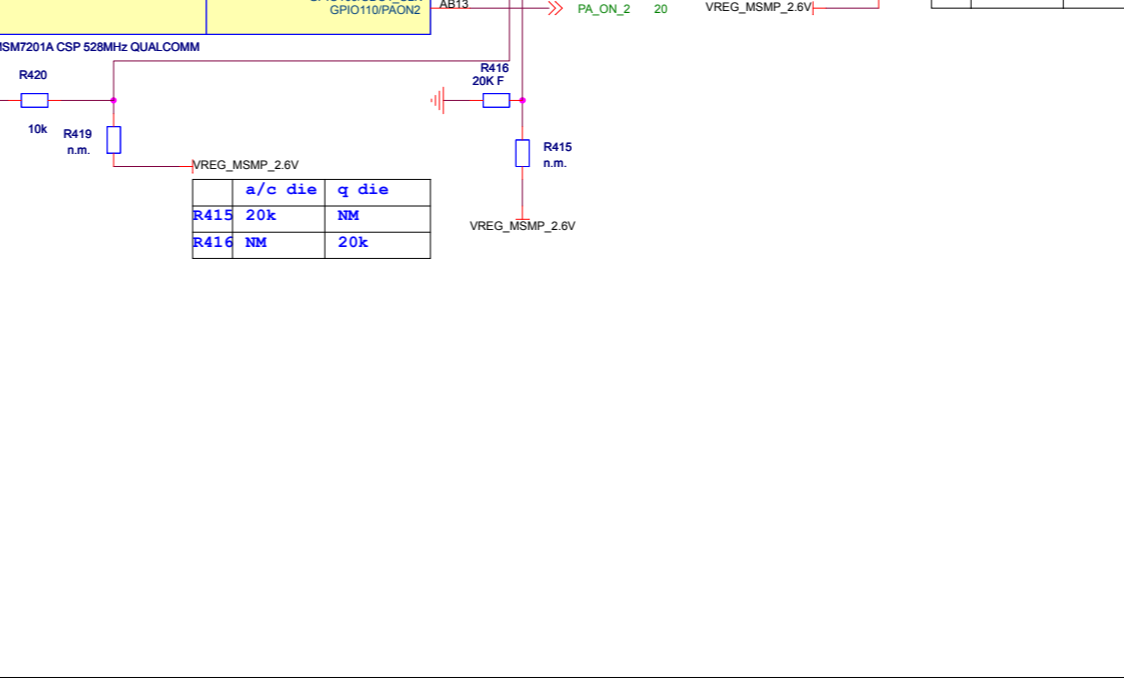 GPIO110/PAON2
AB13
PA_ON_2 20
VREG_MSMP_2.6V
MSM7201A CSP 528MHz QUALCOMM
R420
10k
R419
n.m.
VREG_MSMP_2.6V
R416
20K F
R415
n.m.
VREG_MSMP_2.6V
a/c die q die
R415 20k NM
R416 NM 20k